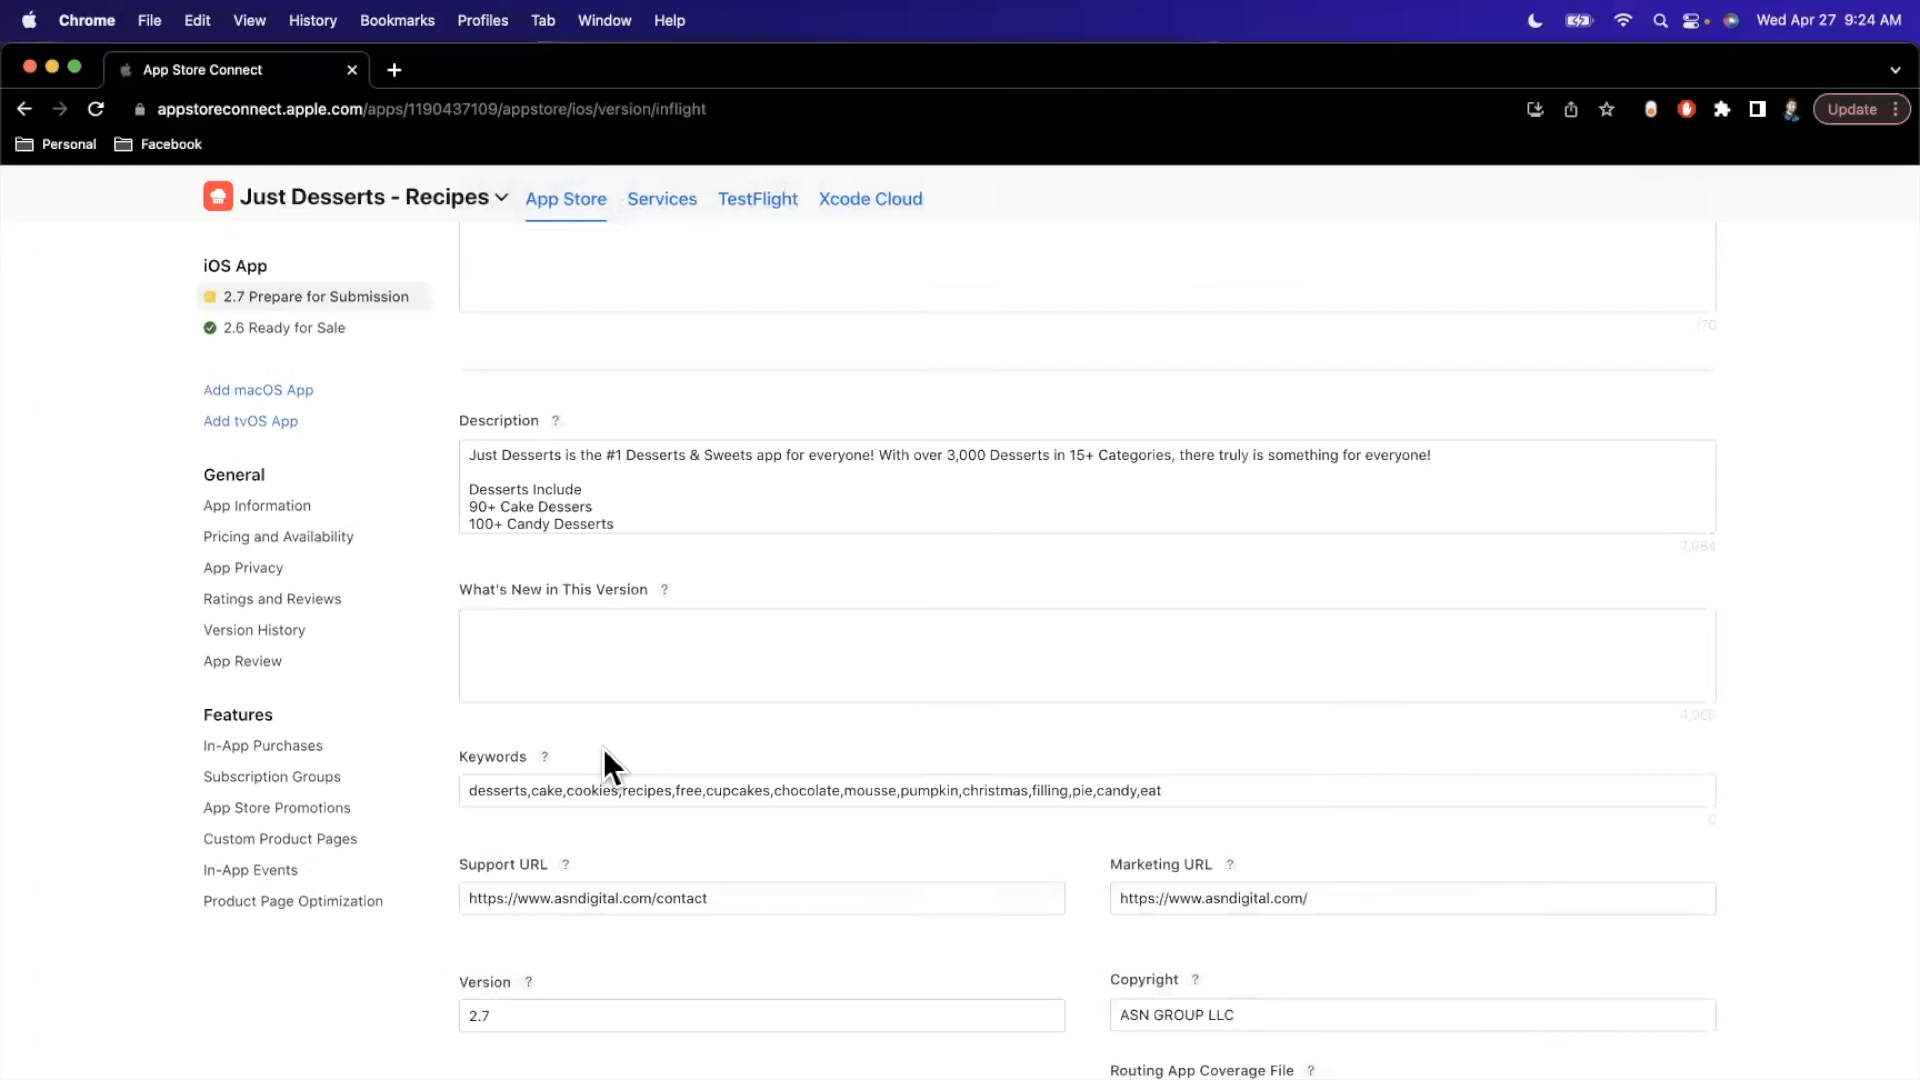 Chrome File Edit View History Bookmarks Profiles Tab Window Help Wed Apr 27 9:24 AM
App Store Connect
appstoreconnect.apple.com/apps/1190437109/appstore/ios/version/inflight Update
Personal Facebook
Just Desserts - Recipes App Store Services TestFlight Xcode Cloud
iOS App
2.7 Prepare for Submission
2.6 Ready for Sale
Add macOS App
Add tvOS App
General
App Information
Pricing and Availability
App Privacy
Ratings and Reviews
Version History
App Review
Features
In-App Purchases
Subscription Groups
App Store Promotions
Custom Product Pages
In-App Events
Product Page Optimization
170
Description ?
Just Desserts is the #1 Desserts & Sweets app for everyone! With over 3,000 Desserts in 15+ Categories, there truly is something for everyone!
Desserts Include
90+ Cake Dessers
100+ Candy Desserts
What's New in This Version ?
Keywords ?
desserts,cake,cookies,recipes,free,cupcakes,chocolate,mousse,pumpkin,christmas,filling,pie,candy,eat
0
Support URL ?
https://www.asndigital.com/contact
Marketing URL ?
https://www.asndigital.com/
Version ?
2.7
Copyright ?
ASN GROUP LLC
Routing App Coverage File ?